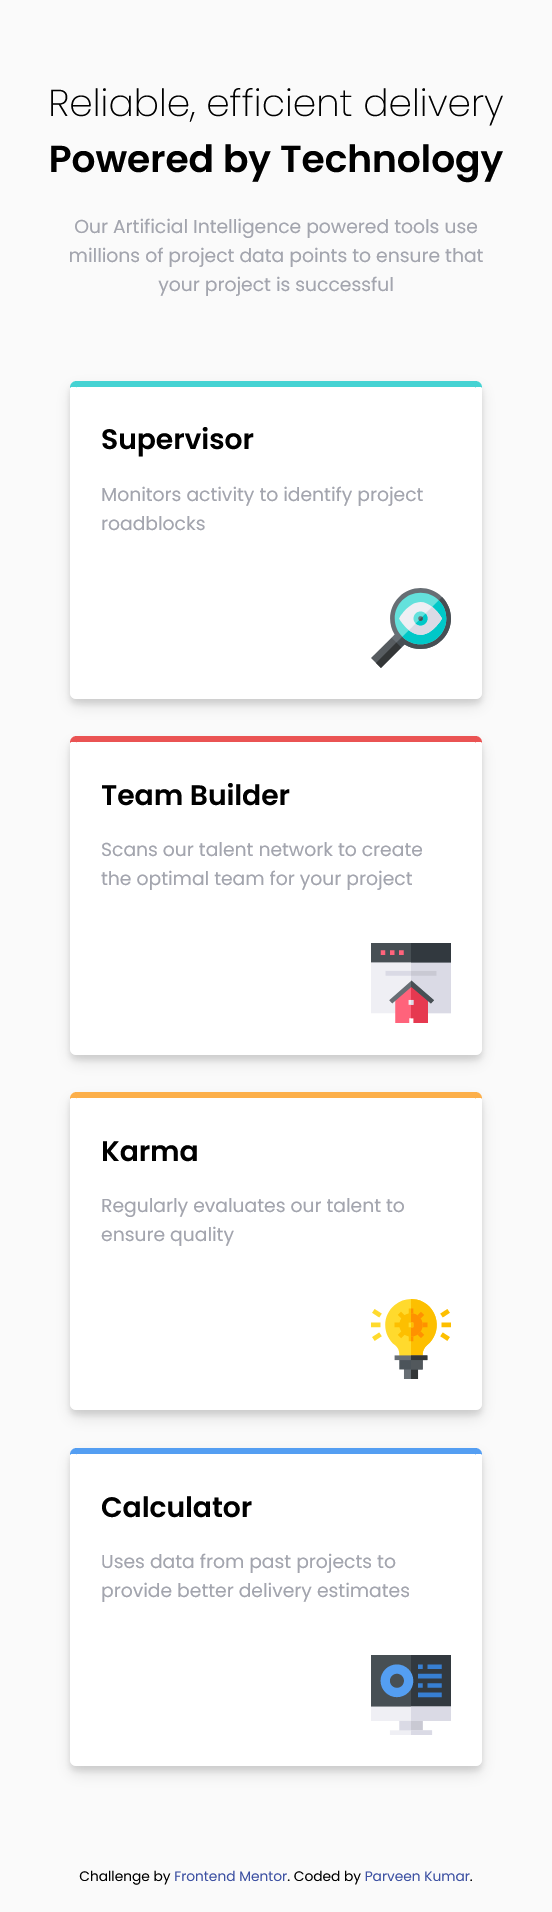 Reliable, efficient delivery
Powered by Technology
Our Artificial Intelligence powered tools use
millions of project data points to ensure that
your project is successful
Supervisor
Monitors activity to identify project
roadblocks
Team Builder
Scans our talent network to create
the optimal team for your project
Karma
Regularly evaluates our talent to
ensure quality
Calculator
Uses data from past projects to
provide better delivery estimates
Challenge by Frontend Mentor. Coded by Parveen Kumar.